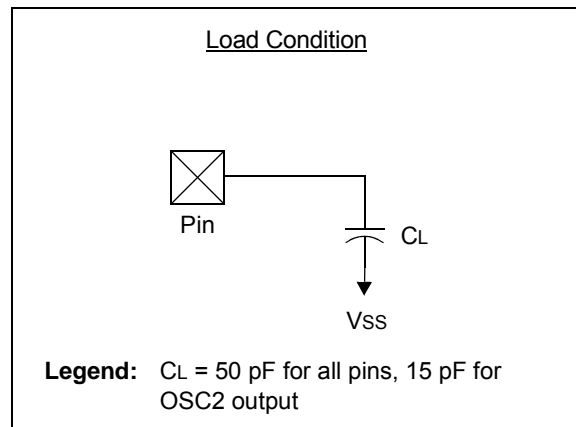 Load Condition
Pin
CL
VSS
Legend: CL = 50 pF for all pins, 15 pF for
OSC2 output